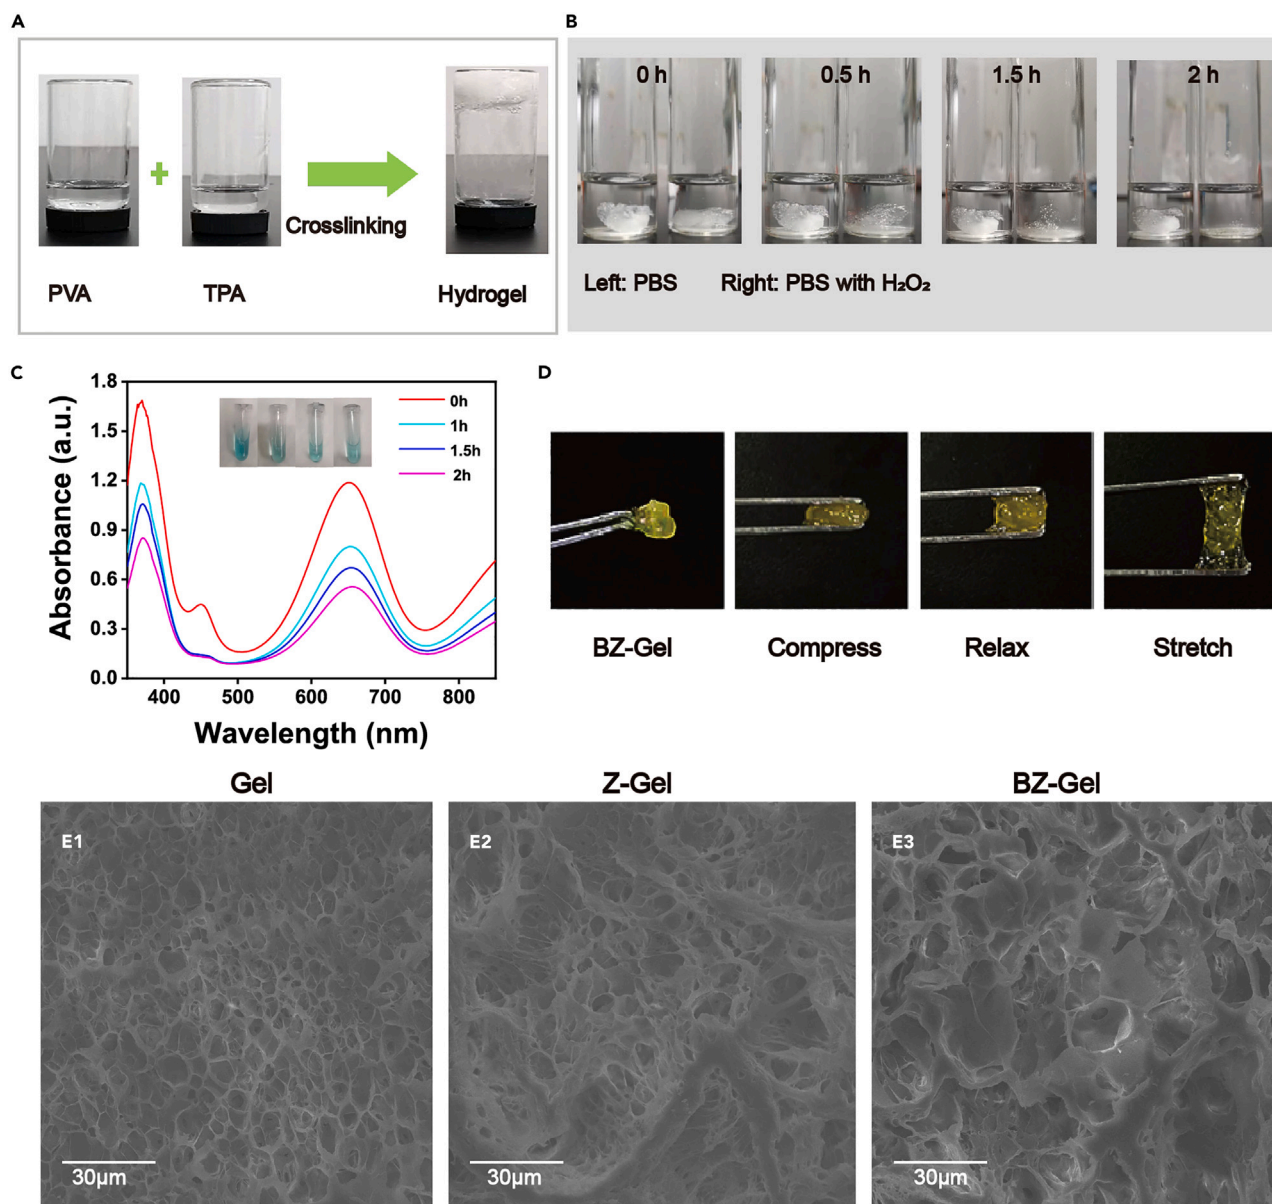 A
PVA
+
TPA
Crosslinking
Hydrogel
B
0 h
0.5 h
1.5 h
2 h
Left: PBS
Right: PBS with H₂O₂
C
Absorbance (a.u.)
1.8
1.5
1.2
0.9
0.6
0.3
0.0
400
500
600
700
800
Wavelength (nm)
0h
1h
1.5h
2h
D
BZ-Gel
Compress
Relax
Stretch
Gel
Z-Gel
BZ-Gel
E1
E2
E3
30μm
30μm
30μm